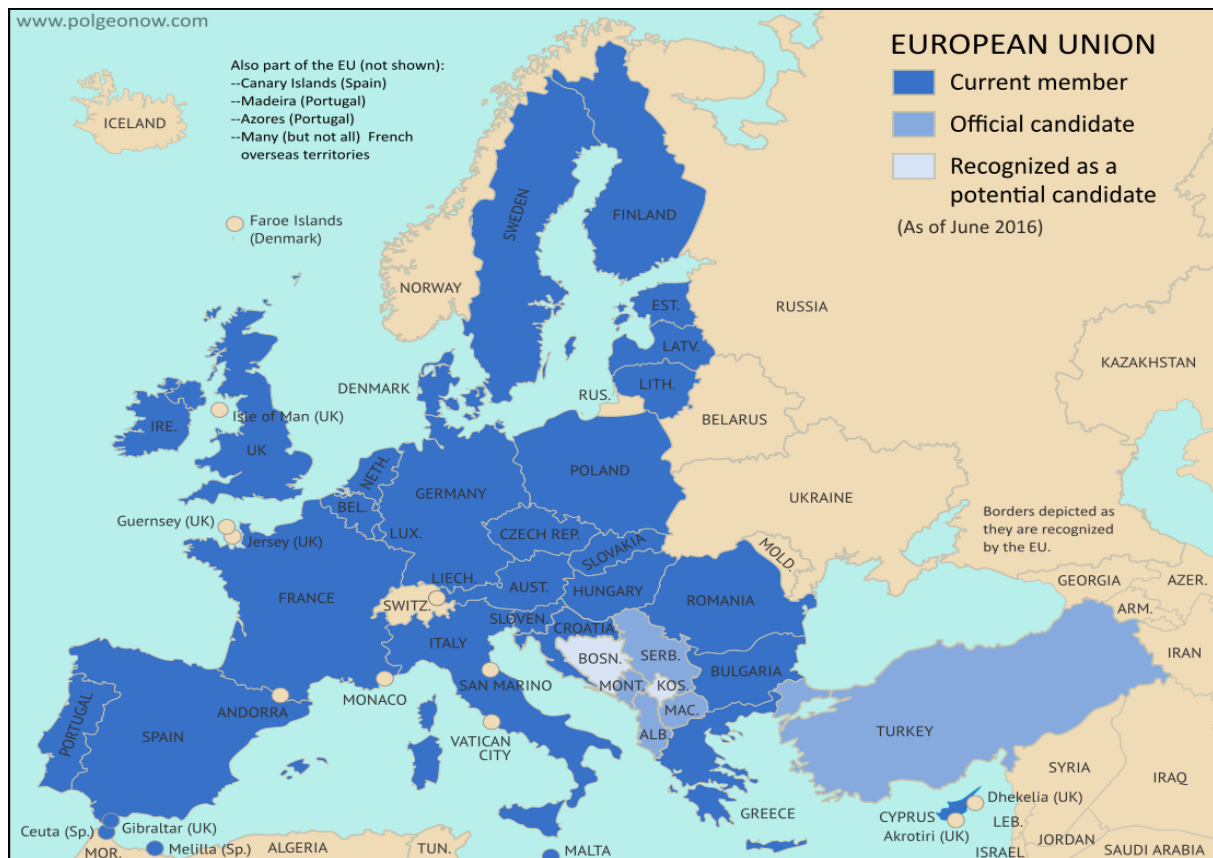 www.polgeonow.com
EUROPEAN UNION
Current member
Official candidate
Recognized as a
potential candidate
(As of June 2016)
Also part of the EU (not shown):
--Canary Islands (Spain)
--Madeira (Portugal)
--Azores (Portugal)
--Many (but not all) French
overseas territories
ICELAND
Faroe Islands
(Denmark)
SWEDEN
FINLAND
NORWAY
RUSSIA
EST.
LATV.
LITH.
RUS.
DENMARK
KAZAKHSTAN
BELARUS
Isle of Man (UK)
IRE.
UK
NETH.
POLAND
GERMANY
UKRAINE
BEL.
Guernsey (UK)
Jersey (UK)
LUX.
CZECH REP.
SLOVAKIA
MOLD.
Borders depicted as
they are recognized
by the EU.
LIECH.
AUST.
HUNGARY
FRANCE
SWITZ.
ROMANIA
GEORGIA
AZER.
ARM.
SLOVEN.
CROATIA
ITALY
BOSN.
SERB.
IRAN
BULGARIA
SAN MARINO
MONT.
KOS.
MONACO
ANDORRA
MAC.
PORTUGAL
SPAIN
VATICAN
CITY
ALB.
TURKEY
SYRIA
IRAQ
GREECE
CYPRUS
Dhekelia (UK)
Akrotiri (UK)
LEB.
Ceuta (Sp.)
Gibraltar (UK)
MOR.
Melilla (Sp.)
ALGERIA
TUN.
MALTA
ISRAEL
JORDAN
SAUDI ARABIA